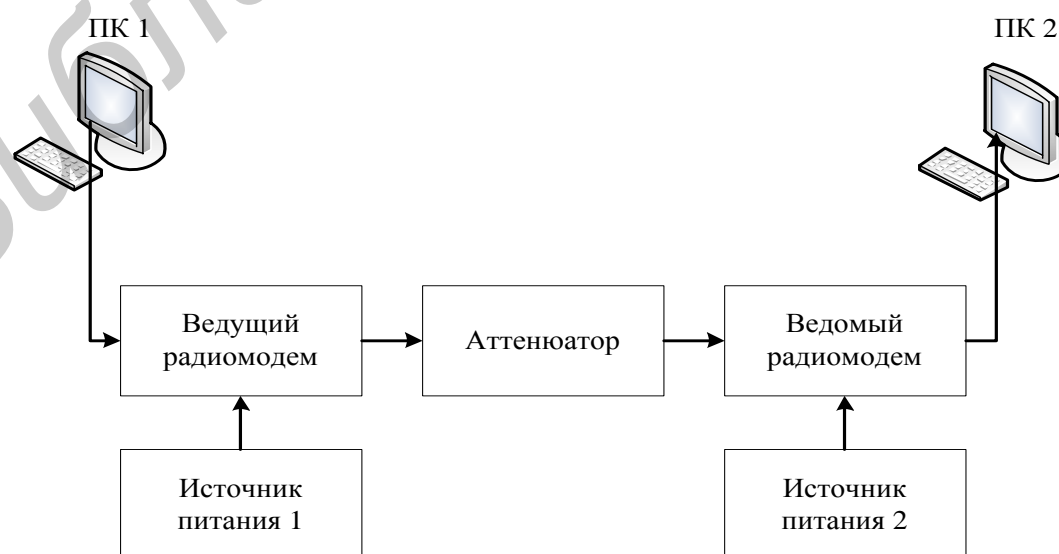 ПК 1
ПК 2
Ведущий
радиомодем
Аттенюатор
Ведомый
радиомодем
Источник
питания 1
Источник
питания 2